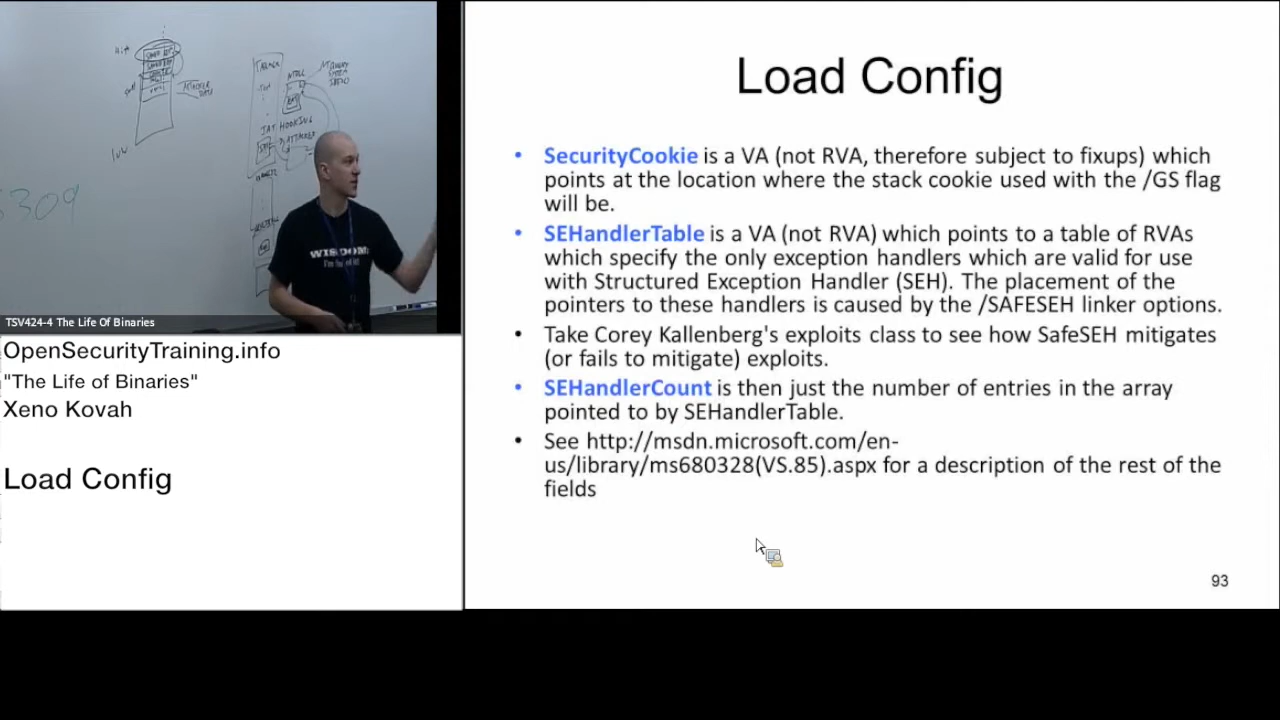 Load Config
• SecurityCookie is a VA (not RVA, therefore subject to fixups) which
points at the location where the stack cookie used with the /GS flag
will be.
• SEHandlerTable is a VA (not RVA) which points to a table of RVAs
which specify the only exception handlers which are valid for use
with Structured Exception Handler (SEH). The placement of the
pointers to these handlers is caused by the /SAFESEH linker options.
• Take Corey Kallenberg's exploits class to see how SafeSEH mitigates
(or fails to mitigate) exploits.
• SEHandlerCount is then just the number of entries in the array
pointed to by SEHandlerTable.
• See http://msdn.microsoft.com/en-
us/library/ms680328(VS.85).aspx for a description of the rest of the
fields
93
IAT HOOKING
WISDOM
TSV424-4 The Life Of Binaries
OpenSecurityTraining.info
"The Life of Binaries"
Xeno Kovah
Load Config